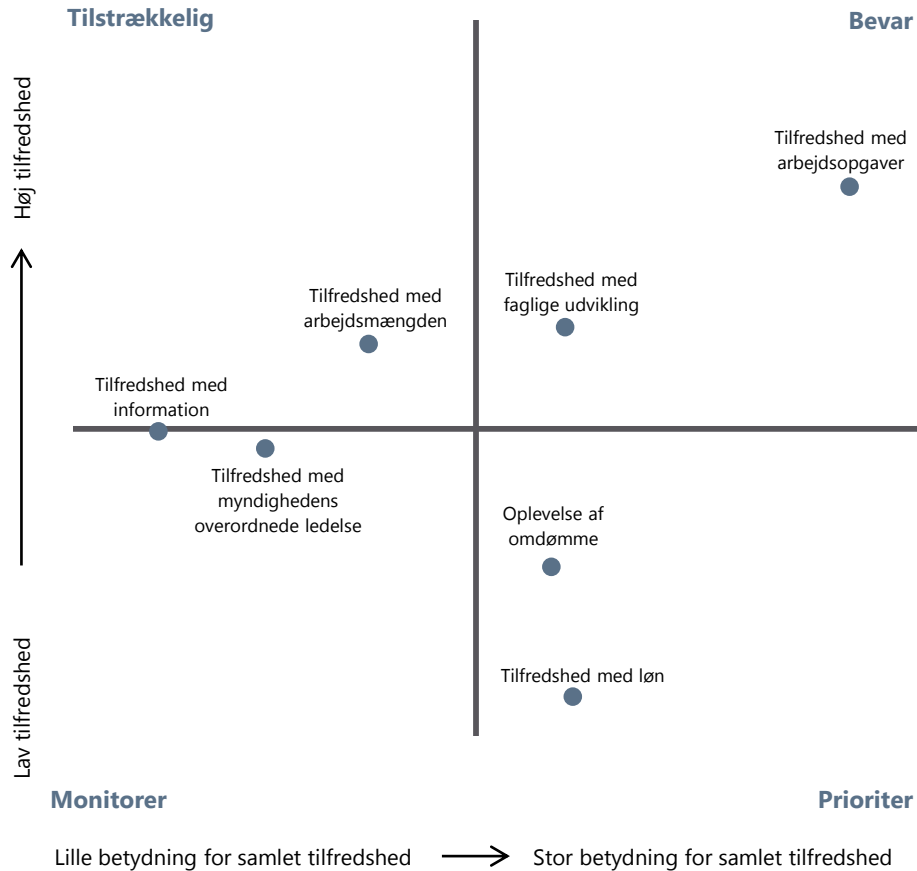 Tilstrækkelig
Bevar
Høj tilfredshed
Tilfredshed med
arbejdsopgaver
Tilfredshed med
faglige udvikling
Tilfredshed med
arbejdsmængden
Tilfredshed med
information
Tilfredshed med
myndighedens
overordnede ledelse
Oplevelse af
omdømme
Tilfredshed med løn
Lav tilfredshed
Monitorer
Prioriter
Lille betydning for samlet tilfredshed
Stor betydning for samlet tilfredshed